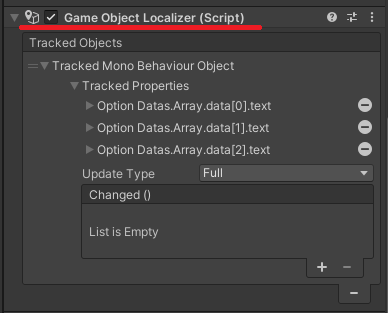 Game Object Localizer (Script)
Tracked Objects
Tracked Mono Behaviour Object
Tracked Properties
Option Datas.Array.data[0].text
Option Datas.Array.data[1].text
Option Datas.Array.data[2].text
Update Type Full
Changed ()
List is Empty